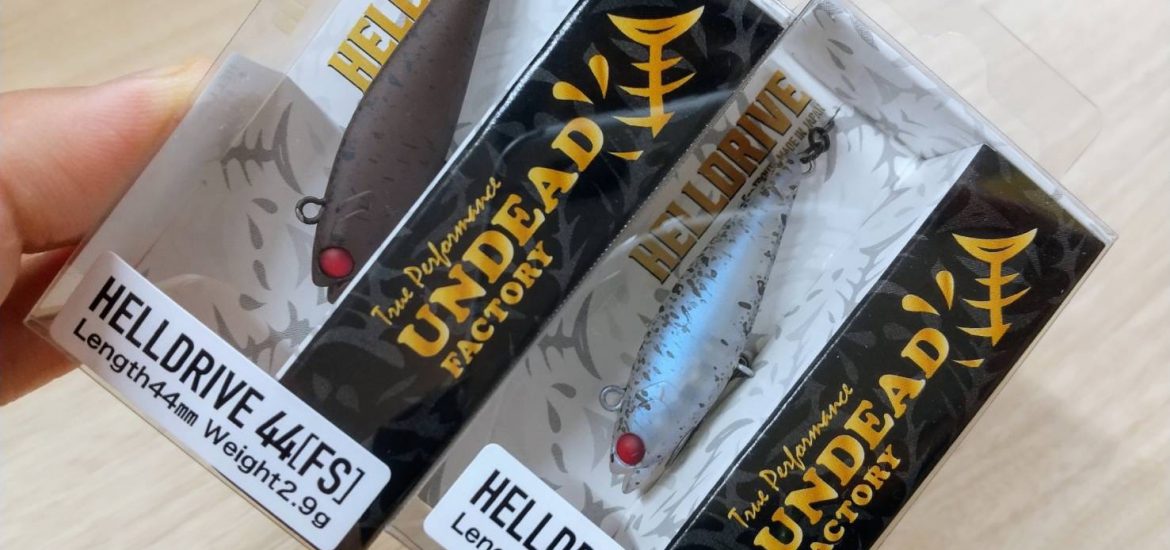 HELL
True Performance
UNDEAD
FACTORY
HELLDRIVE 44[FS]
Length44mm Weight2.9g
HELLDRIVE
MADE IN JAPAN
True Performance
UNDEAD
FACTORY
HELLDRIVE
Len